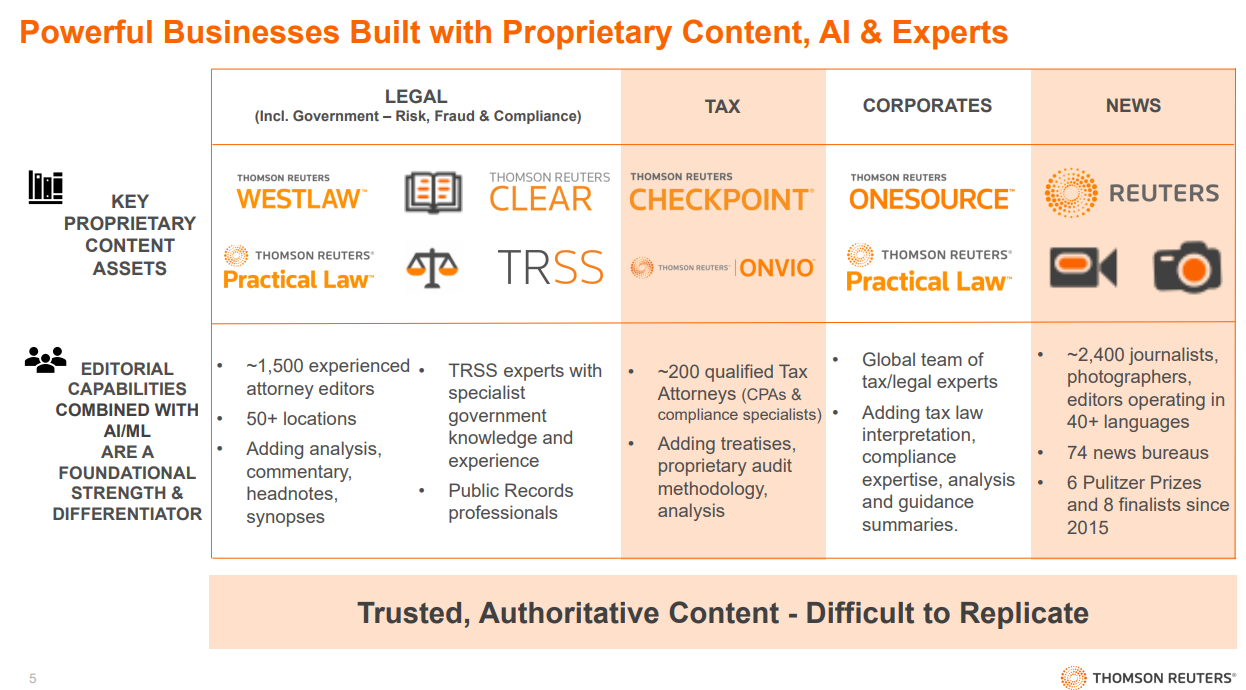 Powerful Businesses Built with Proprietary Content, AI & Experts
LEGAL
(Incl. Government – Risk, Fraud & Compliance)
TAX
CORPORATES
NEWS
KEY
PROPRIETARY
CONTENT
ASSETS
THOMSON REUTERS
WESTLAW™
THOMSON REUTERS
CLEAR
THOMSON REUTERS®
Practical Law™
TRSS
THOMSON REUTERS
CHECKPOINT®
THOMSON REUTERS® | ONVIO™
THOMSON REUTERS
ONESOURCE™
THOMSON REUTERS®
Practical Law™
REUTERS
EDITORIAL
CAPABILITIES
COMBINED WITH
AI/ML
ARE A
FOUNDATIONAL
STRENGTH &
DIFFERENTIATOR
• ~1,500 experienced
attorney editors
• 50+ locations
• Adding analysis,
commentary,
headnotes,
synopses
• TRSS experts with
specialist
government
knowledge and
experience
• Public Records
professionals
• ~200 qualified Tax
Attorneys (CPAs &
compliance specialists)
• Adding treatises,
proprietary audit
methodology,
analysis
• Global team of
tax/legal experts
• Adding tax law
interpretation,
compliance
expertise, analysis
and guidance
summaries.
• ~2,400 journalists,
photographers,
editors operating in
40+ languages
• 74 news bureaus
• 6 Pulitzer Prizes
and 8 finalists since
2015
Trusted, Authoritative Content - Difficult to Replicate
5
THOMSON REUTERS®